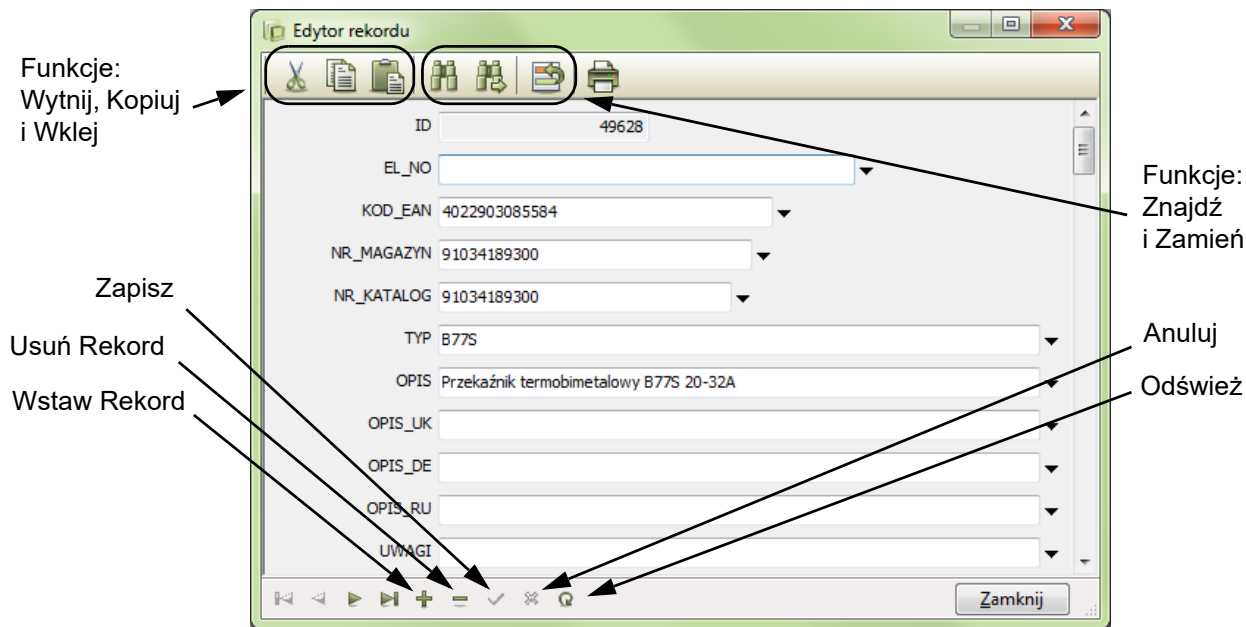 Edytor rekordu
Funkcje:
Wytnij, Kopiuj
i Wklej
ID 49628
EL_NO
KOD_EAN 4022903085584
NR_MAGAZYN 91034189300
NR_KATALOG 91034189300
TYP B77S
OPIS Przekaźnik termobimetalowy B77S 20-32A
OPIS_UK
OPIS_DE
OPIS_RU
UWAGI
Zamknij
Funkcje:
Znajdź
i Zamień
Zapisz
Usuń Rekord
Wstaw Rekord
Anuluj
Odśwież